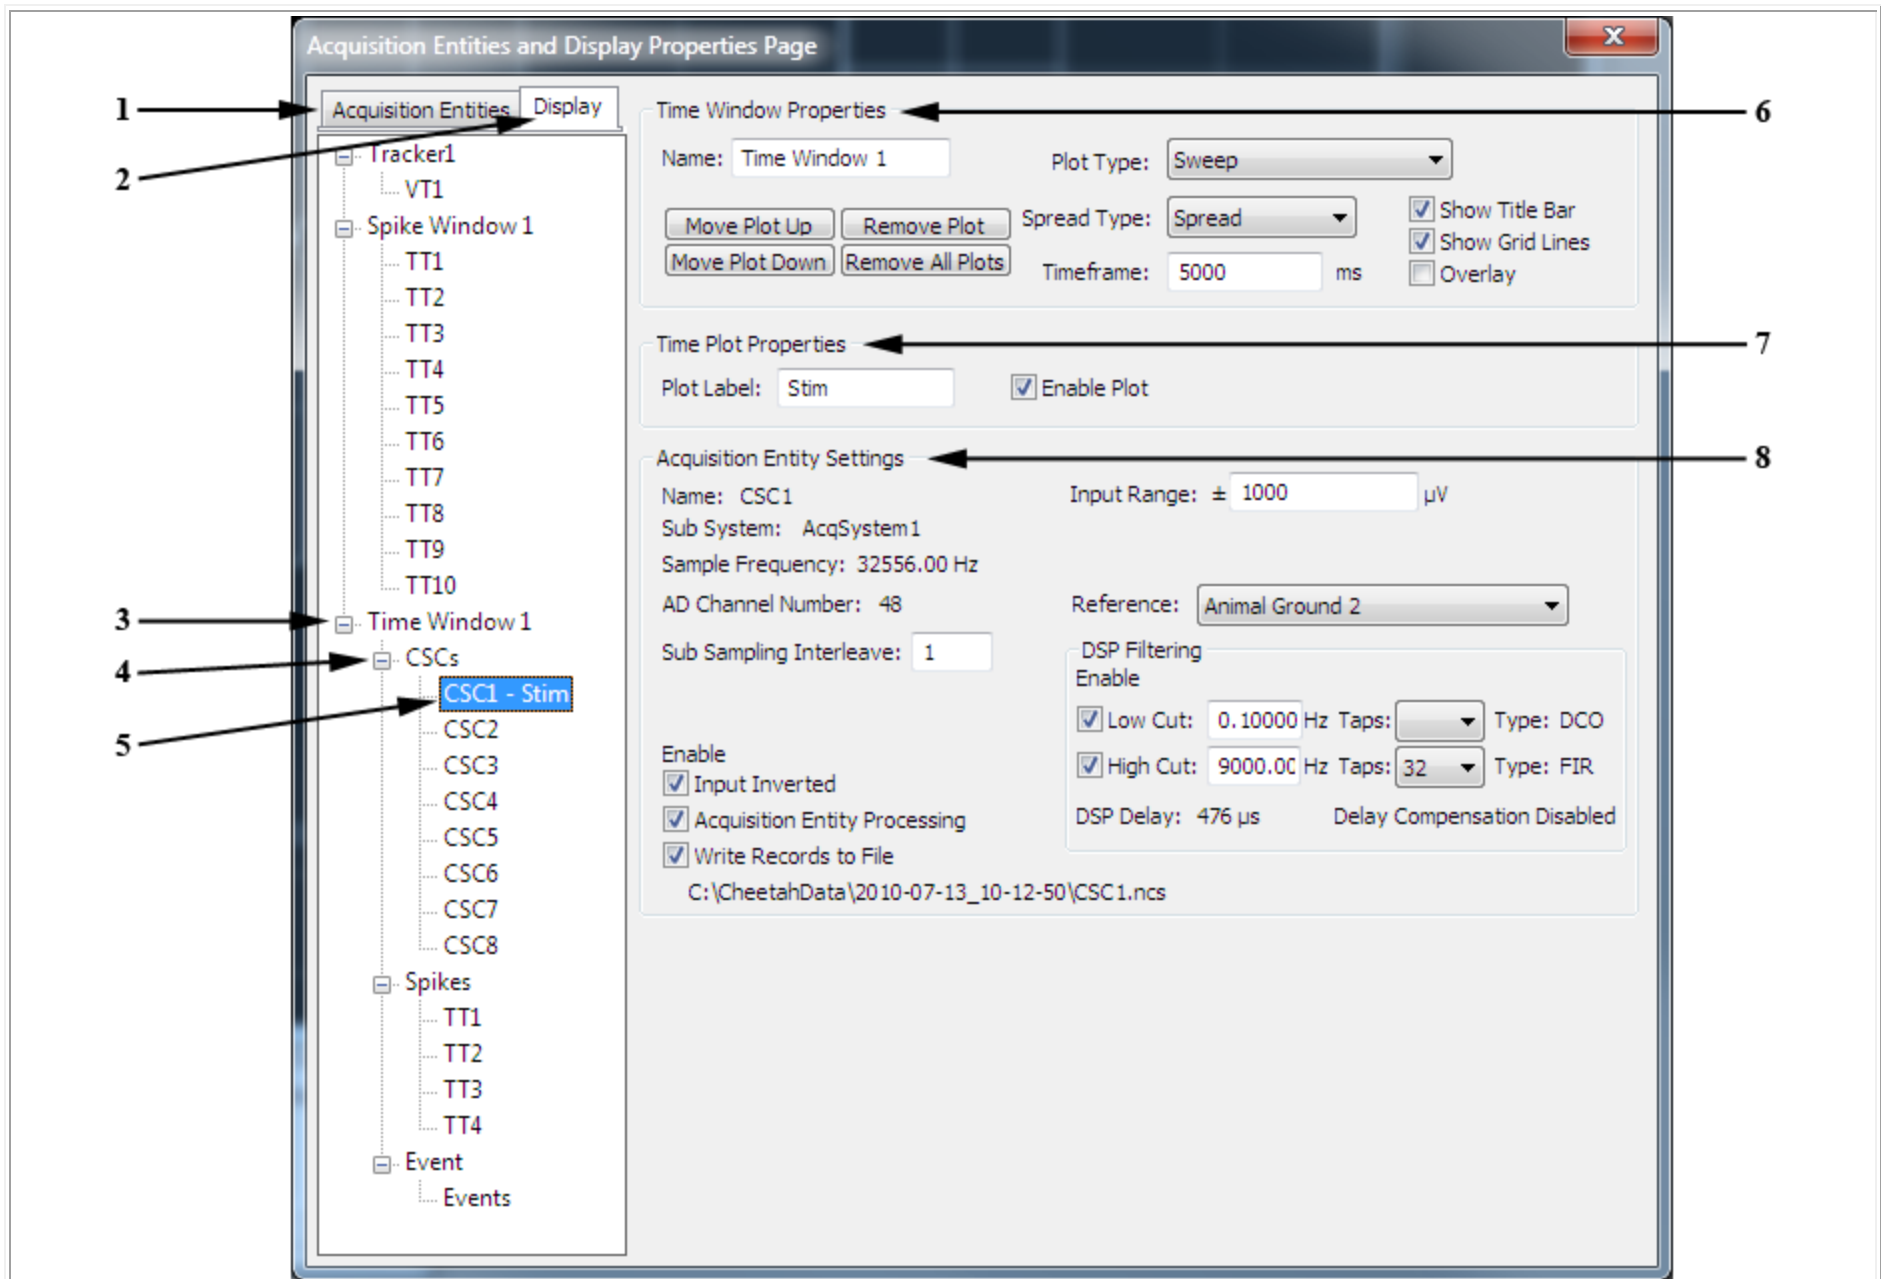 Acquisition Entities and Display Properties Page
X
1
Acquisition Entities
Display
2
Tracker1
VT1
Spike Window 1
TT1
TT2
TT3
TT4
TT5
TT6
TT7
TT8
TT9
TT10
3
Time Window 1
4
CSCs
CSC1 - Stim
5
CSC2
CSC3
CSC4
CSC5
CSC6
CSC7
CSC8
Spikes
TT1
TT2
TT3
TT4
Event
Events
Time Window Properties
6
Name: Time Window 1
Plot Type: Sweep
Move Plot Up
Remove Plot
Spread Type: Spread
Show Title Bar
Show Grid Lines
Move Plot Down
Remove All Plots
Timeframe: 5000 ms
Overlay
Time Plot Properties
7
Plot Label: Stim
Enable Plot
Acquisition Entity Settings
8
Name: CSC1
Input Range: ± 1000 µV
Sub System: AcqSystem1
Sample Frequency: 32556.00 Hz
AD Channel Number: 48
Reference: Animal Ground 2
Sub Sampling Interleave: 1
DSP Filtering
Enable
Low Cut: 0.10000 Hz Taps: Type: DCO
High Cut: 9000.00 Hz Taps: 32 Type: FIR
DSP Delay: 476 µs Delay Compensation Disabled
Enable
Input Inverted
Acquisition Entity Processing
Write Records to File
C:\CheetahData\2010-07-13_10-12-50\CSC1.ncs